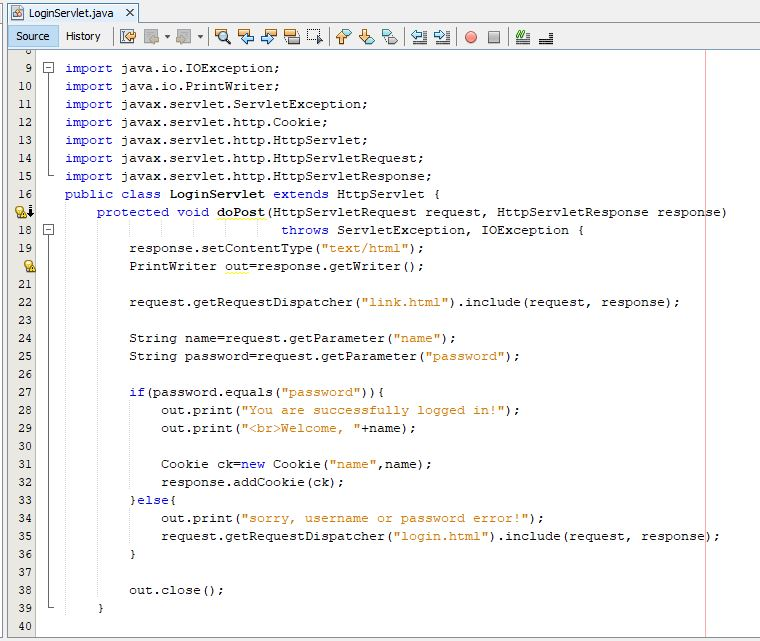 LoginServlet.java
Source History
9 import java.io.IOException;
10 import java.io.PrintWriter;
11 import javax.servlet.ServletException;
12 import javax.servlet.http.Cookie;
13 import javax.servlet.http.HttpServlet;
14 import javax.servlet.http.HttpServletRequest;
15 import javax.servlet.http.HttpServletResponse;
16 public class LoginServlet extends HttpServlet {
protected void doPost(HttpServletRequest request, HttpServletResponse response)
18 throws ServletException, IOException {
19 response.setContentType("text/html");
PrintWriter out=response.getWriter();
21
22 request.getRequestDispatcher("link.html").include(request, response);
23
24 String name=request.getParameter("name");
25 String password=request.getParameter("password");
26
27 if(password.equals("password")){
28 out.print("You are successfully logged in!");
29 out.print("<br>Welcome, "+name);
30
31 Cookie ck=new Cookie("name",name);
32 response.addCookie(ck);
33 }else{
34 out.print("sorry, username or password error!");
35 request.getRequestDispatcher("login.html").include(request, response);
36 }
37
38 out.close();
39 }
40